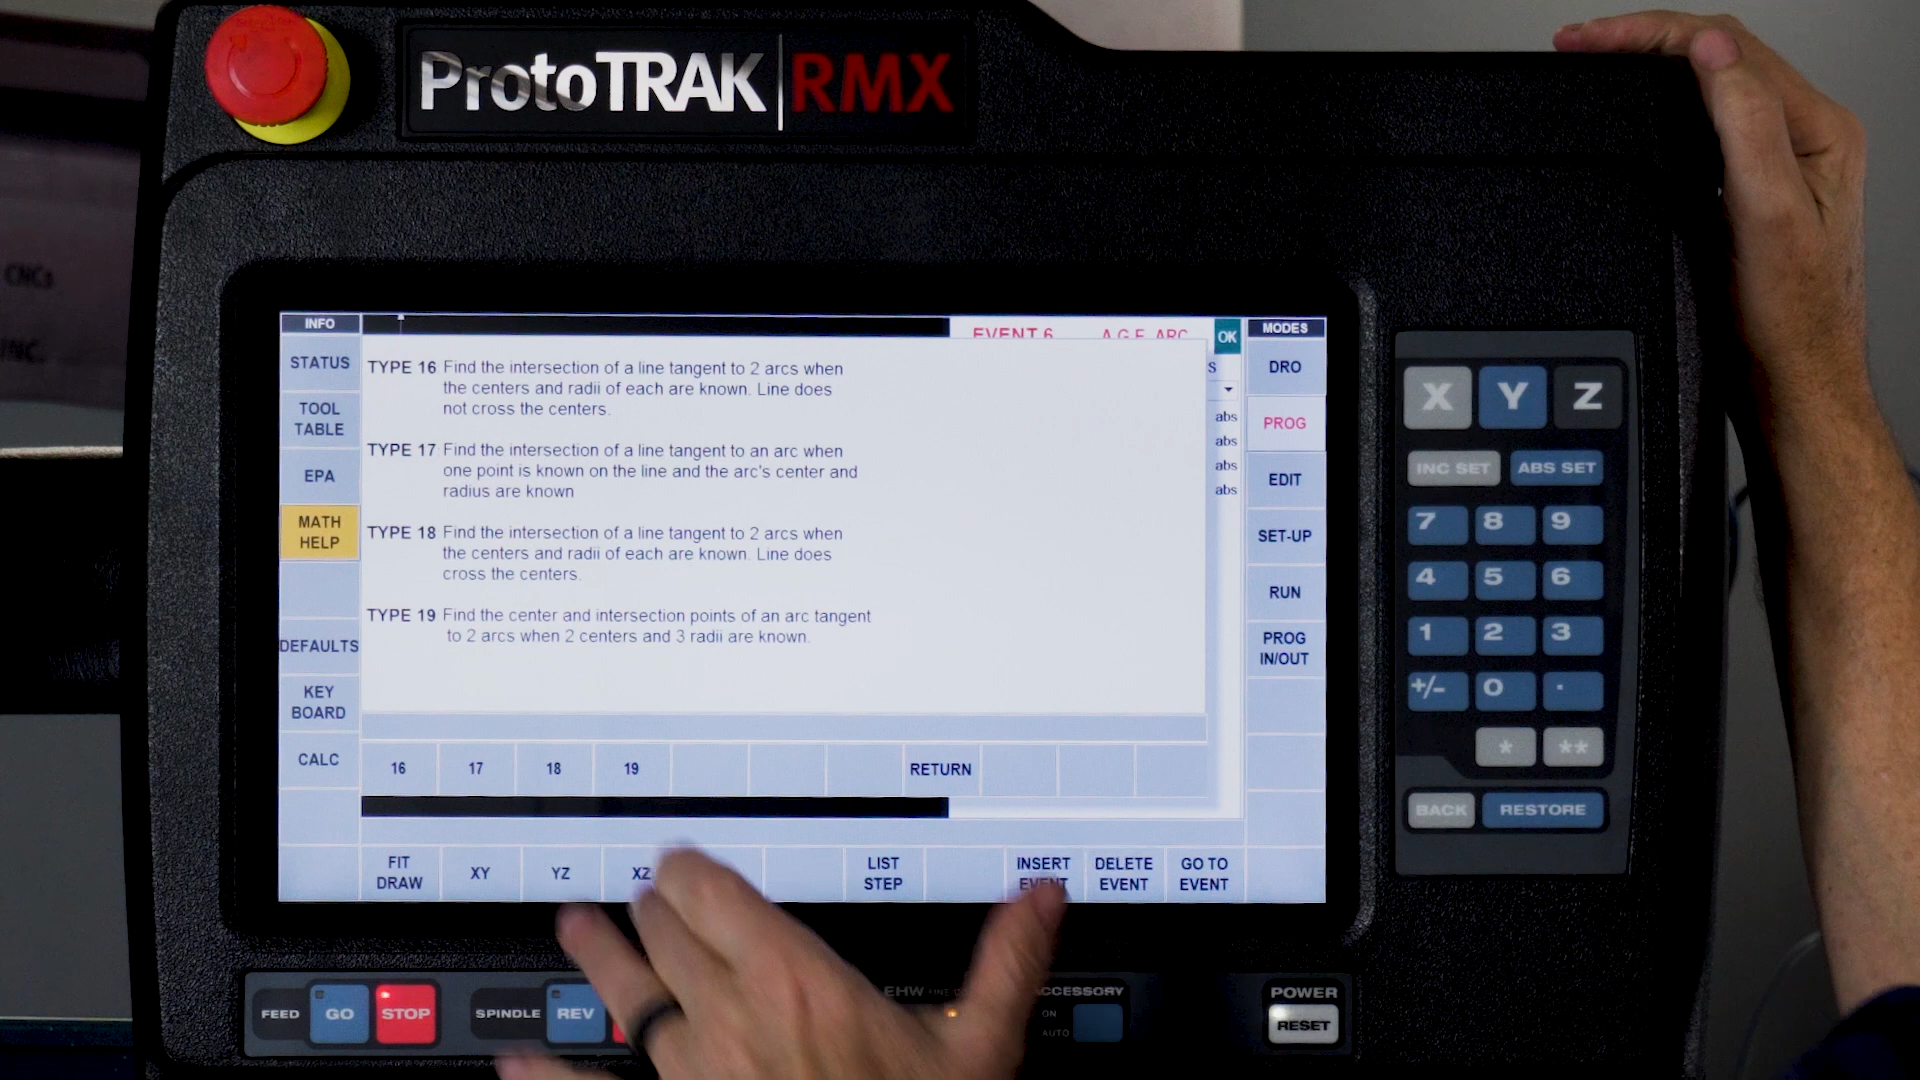 ProtoTRAK RMX
CNCs
INC.
INFO
EVENT 6 A.G.E. ARC
OK
MODES
STATUS
TOOL
TABLE
EPA
MATH
HELP
DEFAULTS
KEY
BOARD
CALC
TYPE 16 Find the intersection of a line tangent to 2 arcs when
the centers and radii of each are known. Line does
not cross the centers.
TYPE 17 Find the intersection of a line tangent to an arc when
one point is known on the line and the arc's center and
radius are known
TYPE 18 Find the intersection of a line tangent to 2 arcs when
the centers and radii of each are known. Line does
cross the centers.
TYPE 19 Find the center and intersection points of an arc tangent
to 2 arcs when 2 centers and 3 radii are known.
S
abs
abs
abs
abs
16 17 18 19 RETURN
FIT
DRAW
XY
YZ
XZ
LIST
STEP
INSERT
EVENT
DELETE
EVENT
GO TO
EVENT
DRO
PROG
EDIT
SET-UP
RUN
PROG
IN/OUT
X Y Z
INC SET ABS SET
7 8 9
4 5 6
1 2 3
+/- 0 .
* **
BACK RESTORE
FEED GO STOP
SPINDLE REV
EHW
ACCESSORY
ON
AUTO
POWER
RESET